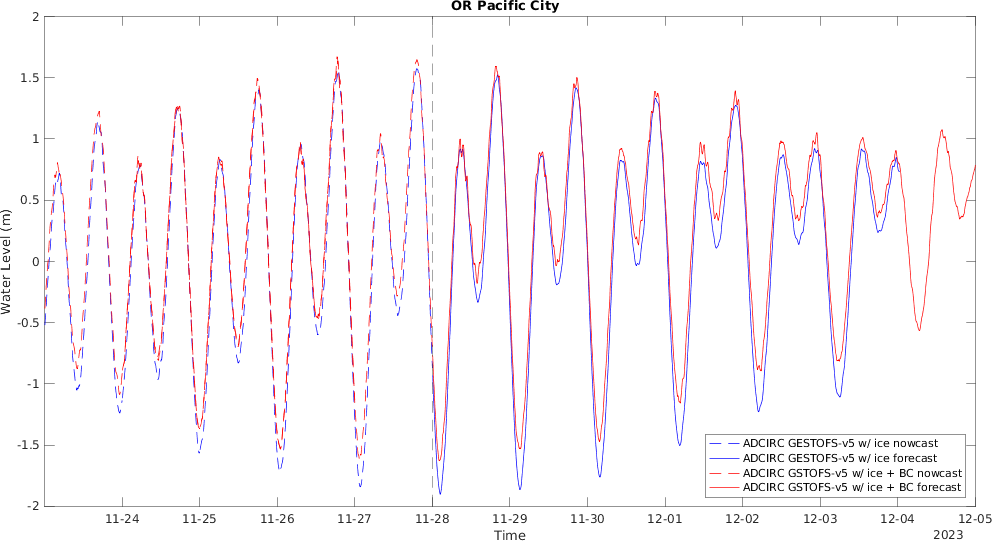 OR Pacific City
2
1.5
1
0.5
0
-0.5
-1
-1.5
-2
Water Level (m)
ADCIRC GESTOFS-v5 w/ ice nowcast
ADCIRC GESTOFS-v5 w/ ice forecast
ADCIRC GSTOFS-v5 w/ ice + BC nowcast
ADCIRC GSTOFS-v5 w/ ice + BC forecast
11-24 11-25 11-26 11-27 11-28 11-29 11-30 12-01 12-02 12-03 12-04 12-05
Time
2023